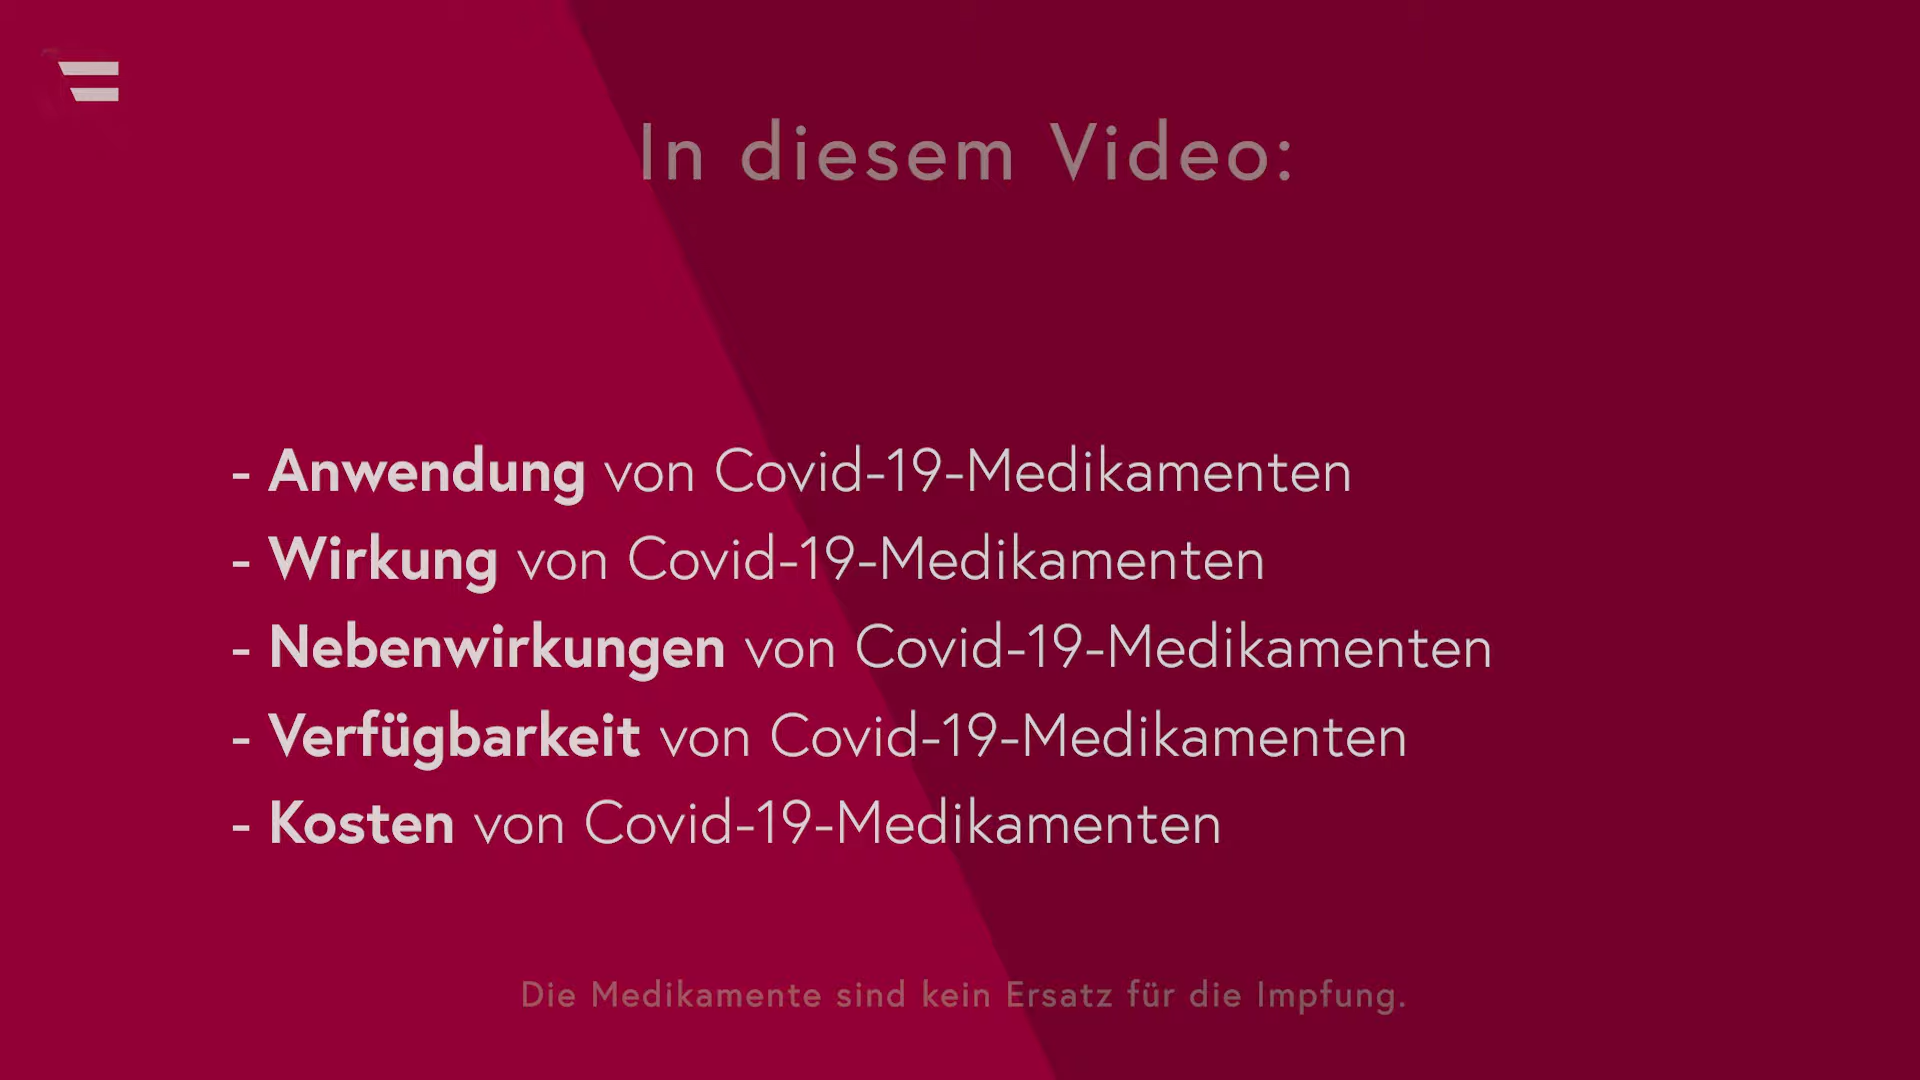 In diesem Video:
- Anwendung von Covid-19-Medikamenten
- Wirkung von Covid-19-Medikamenten
- Nebenwirkungen von Covid-19-Medikamenten
- Verfügbarkeit von Covid-19-Medikamenten
- Kosten von Covid-19-Medikamenten
Die Medikamente sind kein Ersatz für die Impfung.